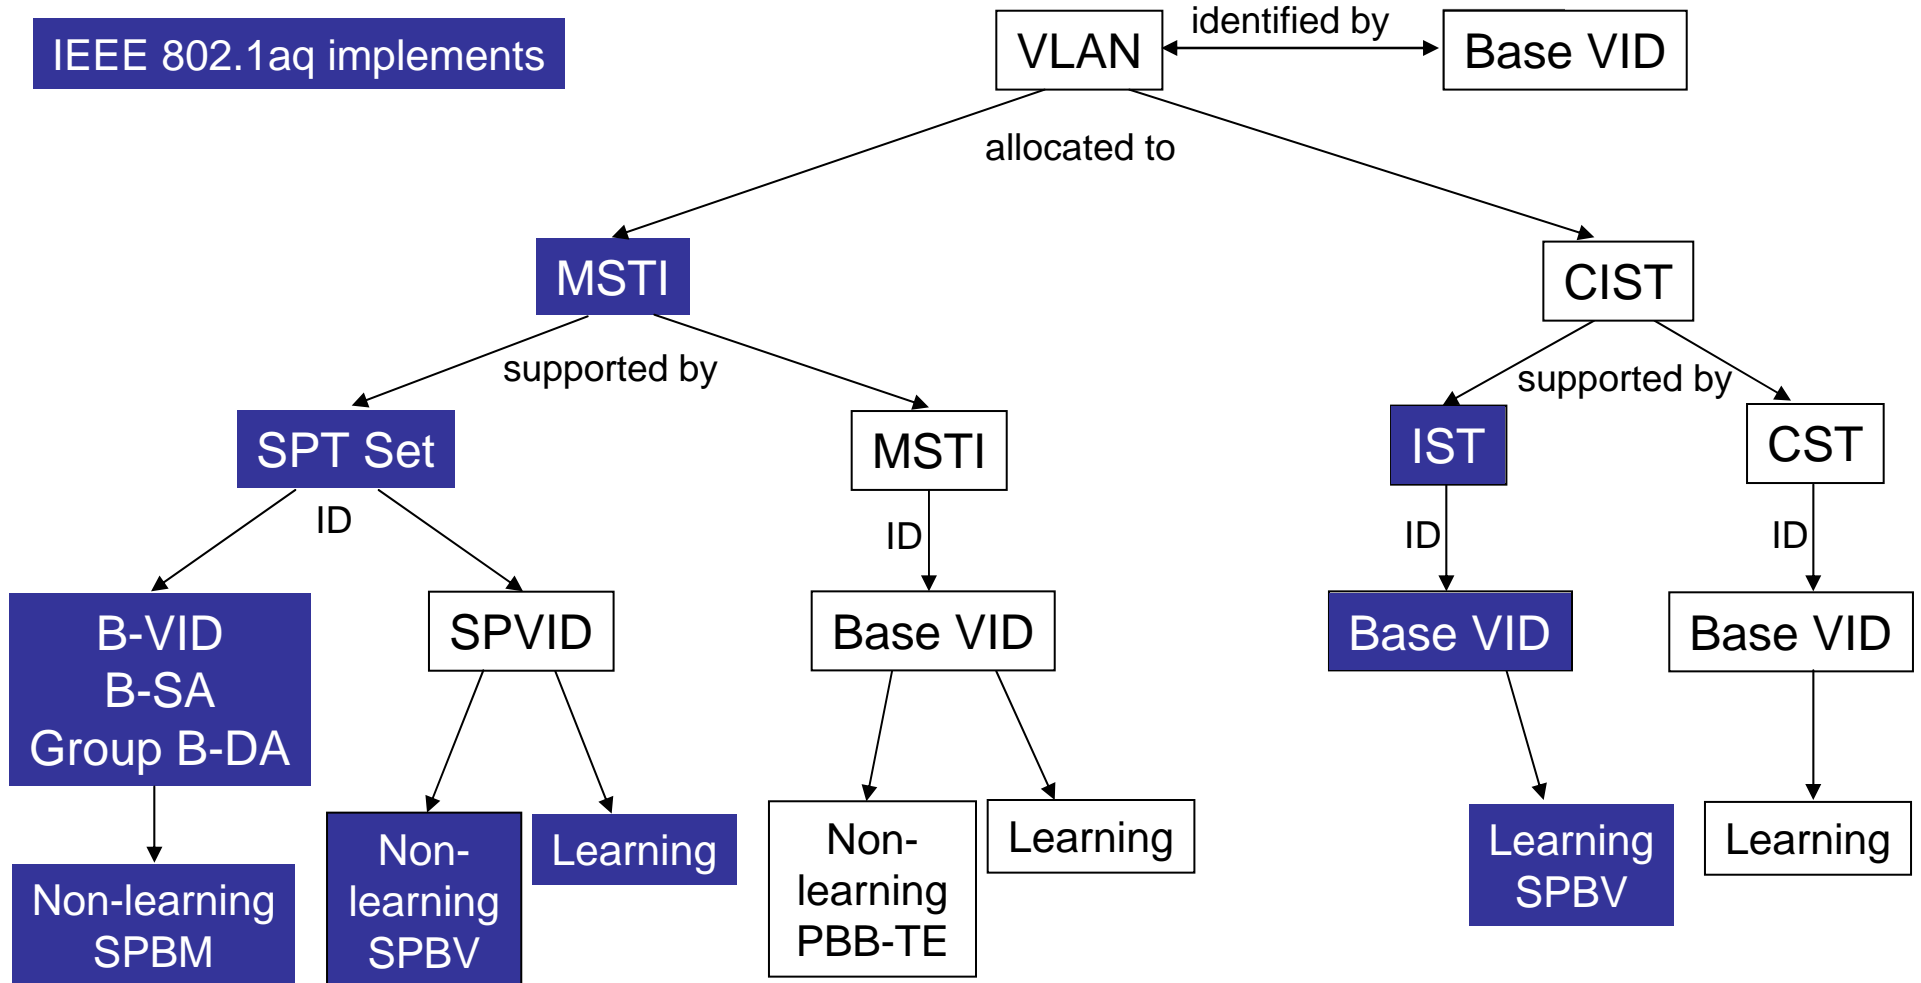 IEEE 802.1aq implements
VLAN
identified by
Base VID
allocated to
MSTI
CIST
supported by
supported by
SPT Set
MSTI
IST
CST
ID
ID
ID
ID
B-VID
B-SA
Group B-DA
SPVID
Base VID
Base VID
Base VID
Non-learning
SPBM
Non-
learning
SPBV
Learning
Non-
learning
PBB-TE
Learning
Learning
SPBV
Learning